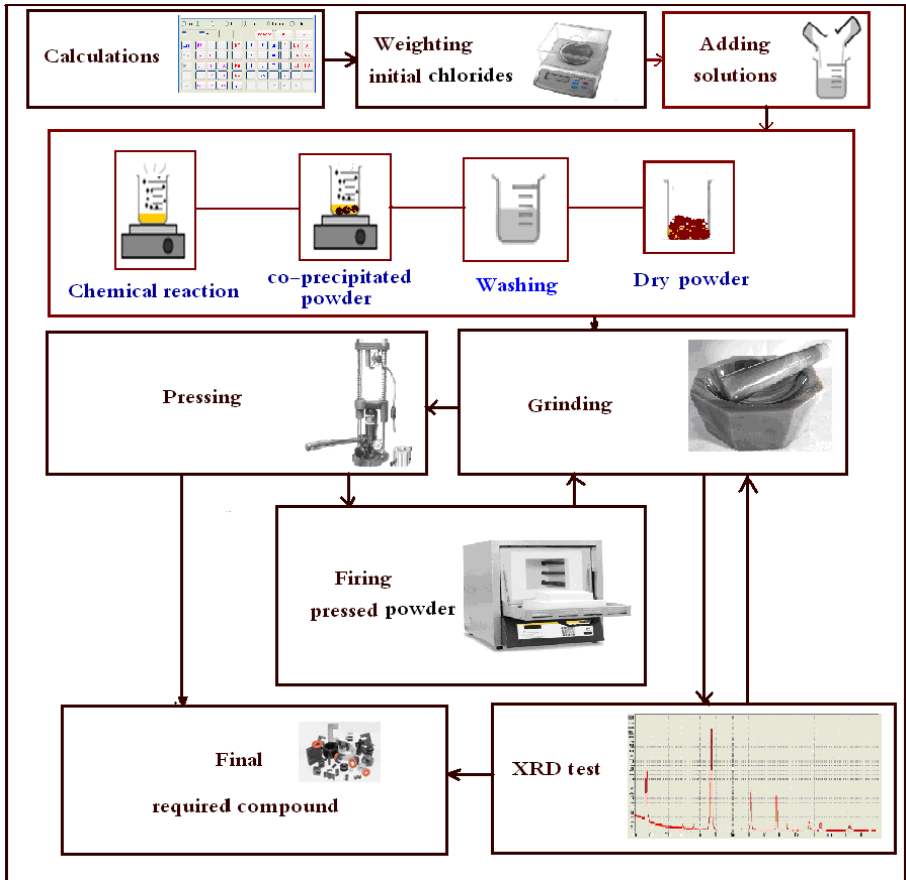 Calculations
Weighting
initial chlorides
Adding
solutions
Chemical reaction
co-precipitated
powder
Washing
Dry powder
Pressing
Grinding
Firing
pressed powder
Final
required compound
XRD test